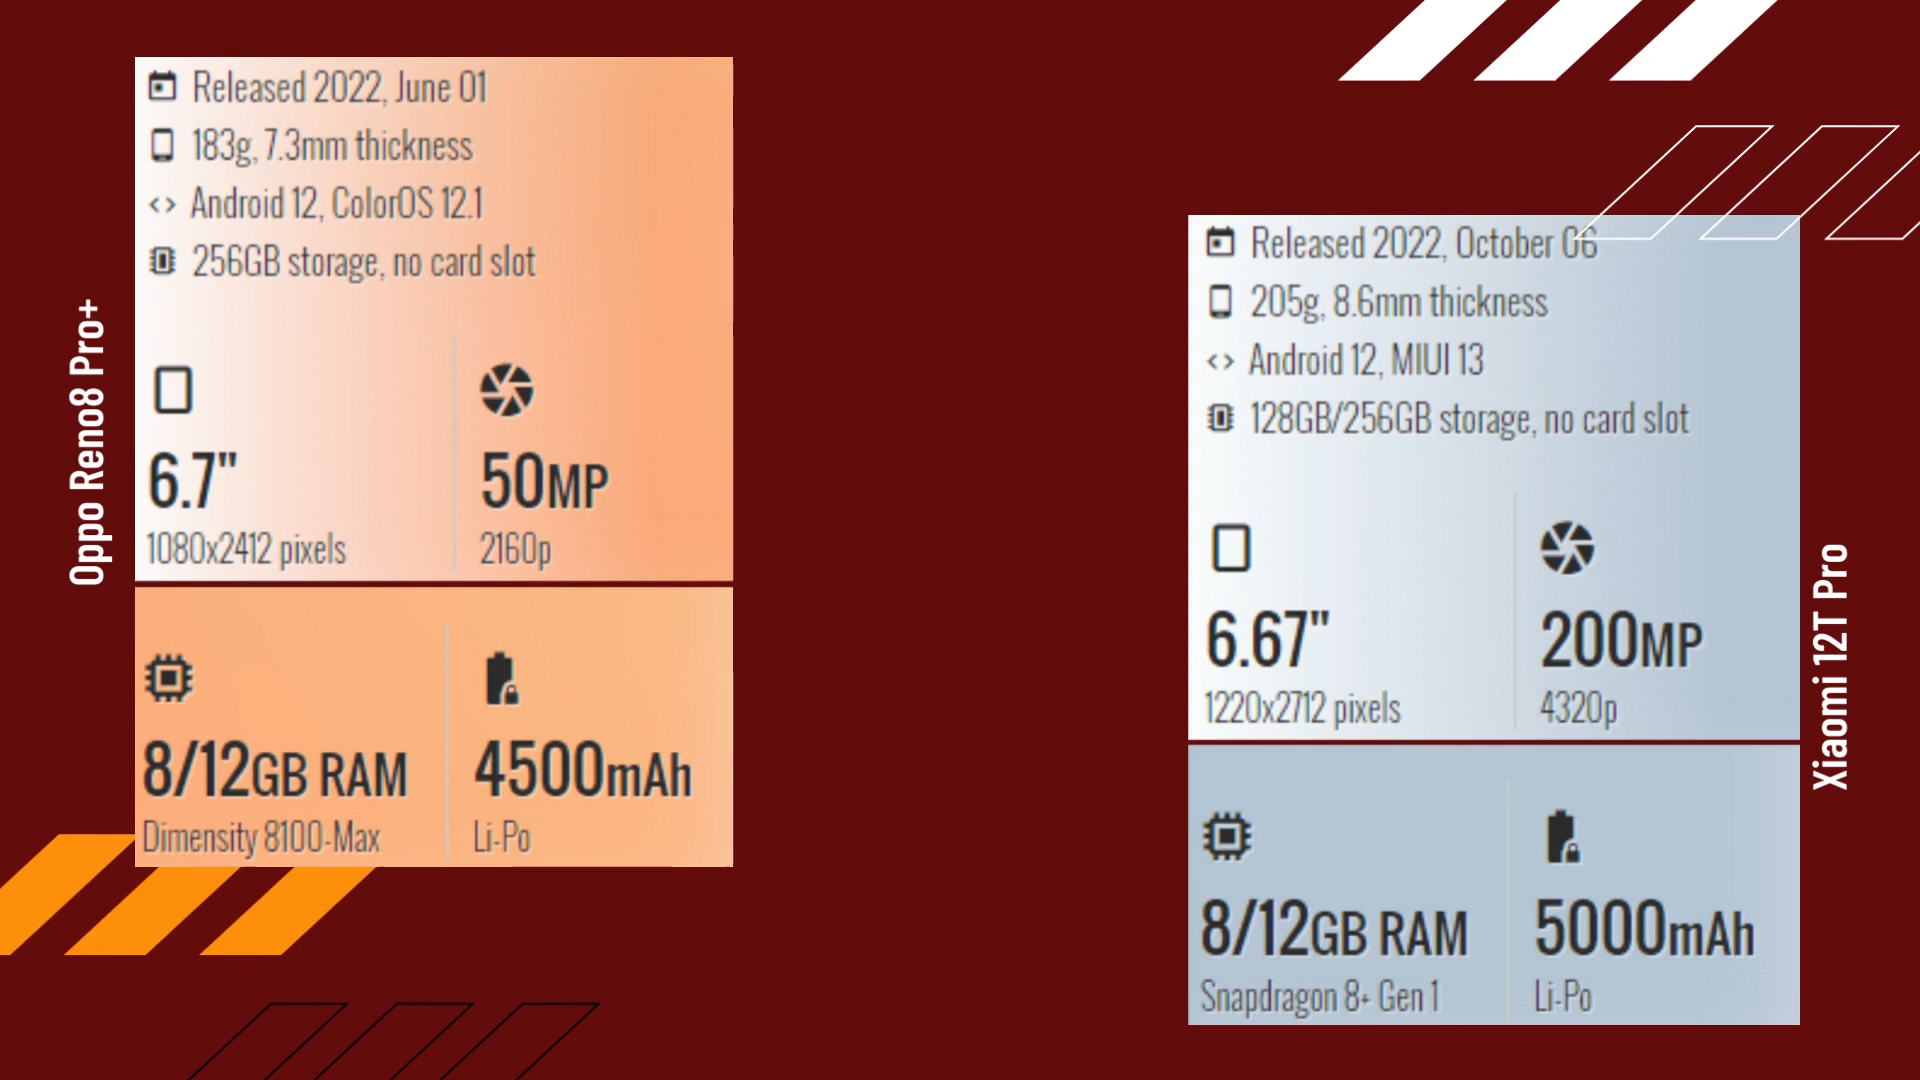 Oppo Reno8 Pro+
Released 2022, June 01
183g, 7.3mm thickness
Android 12, ColorOS 12.1
256GB storage, no card slot
6.7"
1080x2412 pixels
50MP
2160p
8/12GB RAM
Dimensity 8100-Max
4500mAh
Li-Po
Xiaomi 12T Pro
Released 2022, October 06
205g, 8.6mm thickness
Android 12, MIUI 13
128GB/256GB storage, no card slot
6.67"
1220x2712 pixels
200MP
4320p
8/12GB RAM
Snapdragon 8+ Gen 1
5000mAh
Li-Po